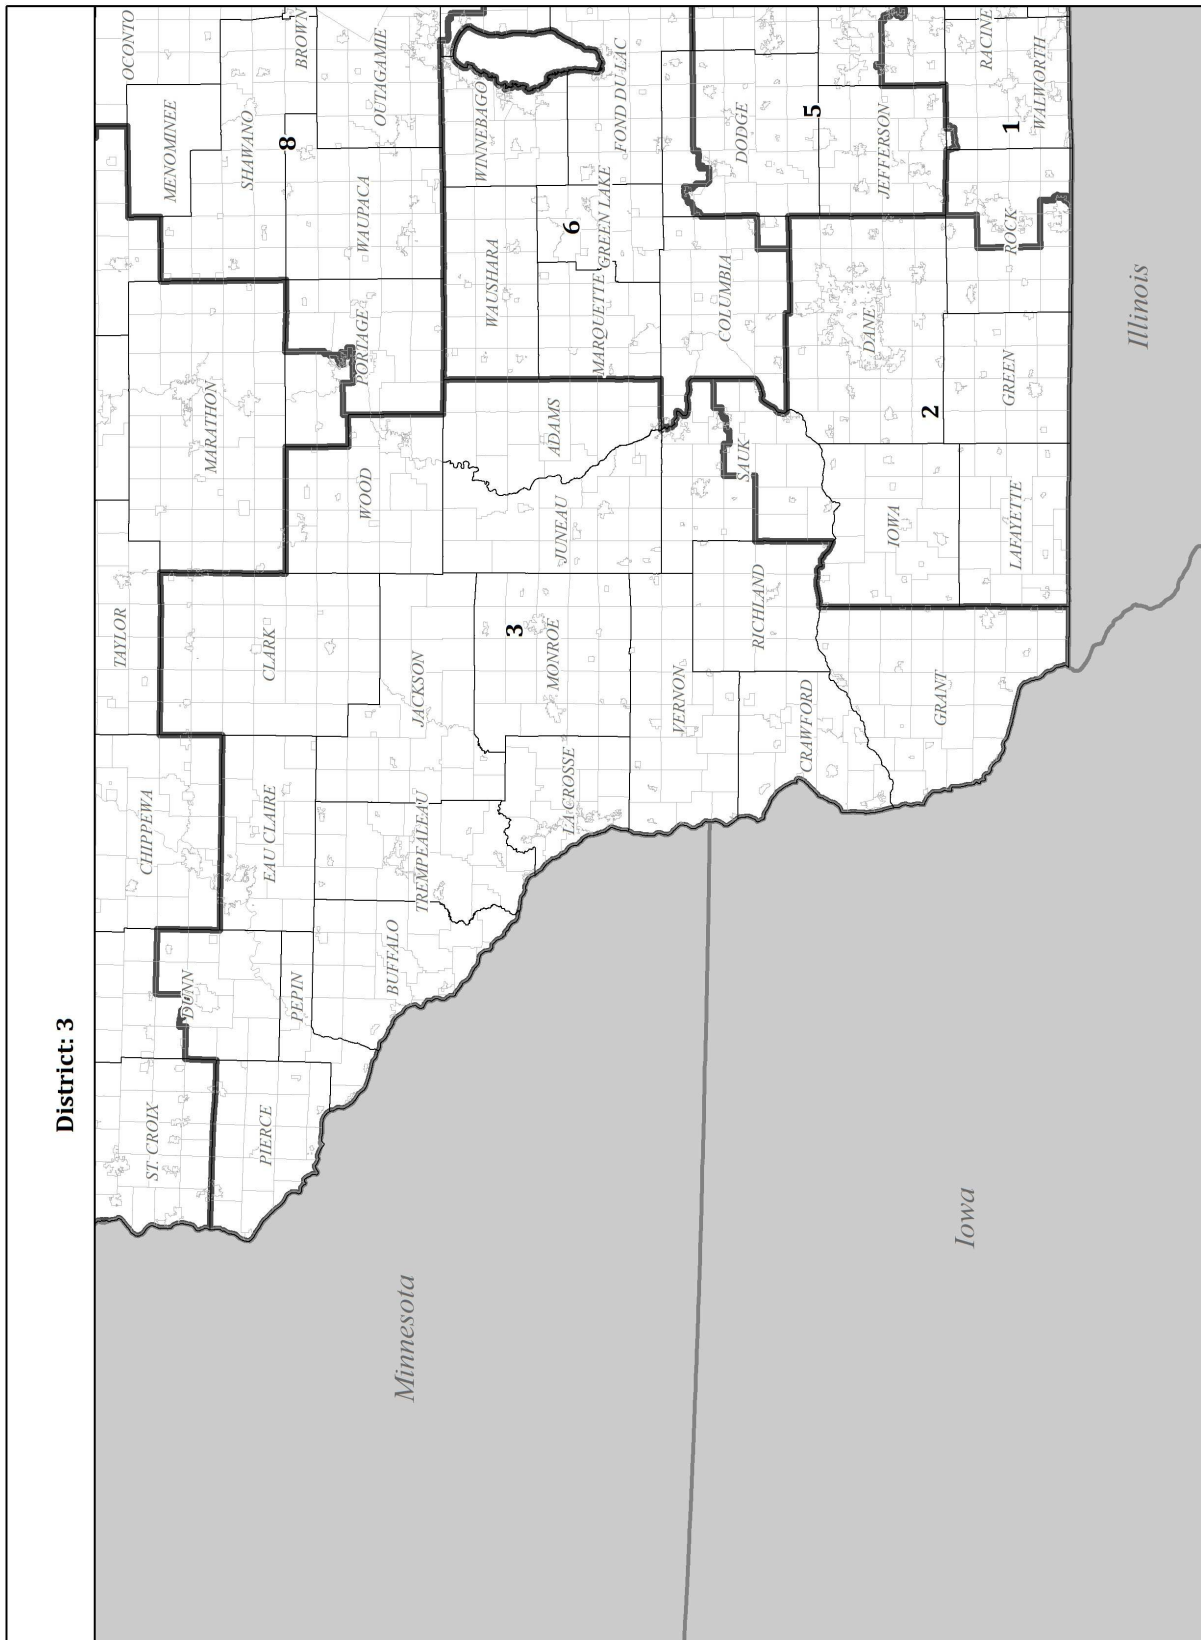 District: 3
OCONTO
BROWN
MENOMINEE
SHAWANO
OUTAGAMIE
8
WAUPACA
TAYLOR
MARATHON
PORTAGE
CHIPPEWA
CLARK
WOOD
ST. CROIX
DUNN
EAU CLAIRE
PIERCE
PEPIN
BUFFALO
TREMPEALEAU
JACKSON
WINNEBAGO
FOND DU LAC
WAUSHARA
6
MARQUETTE
GREEN LAKE
ADAMS
JUNEAU
3
MONROE
LA CROSSE
VERNON
DODGE
5
COLUMBIA
SAUK
RICHLAND
CRAWFORD
JEFFERSON
DANE
2
IOWA
GRANT
RACINE
1
WALWORTH
ROCK
GREEN
LAFAYETTE
Minnesota
Iowa
Illinois